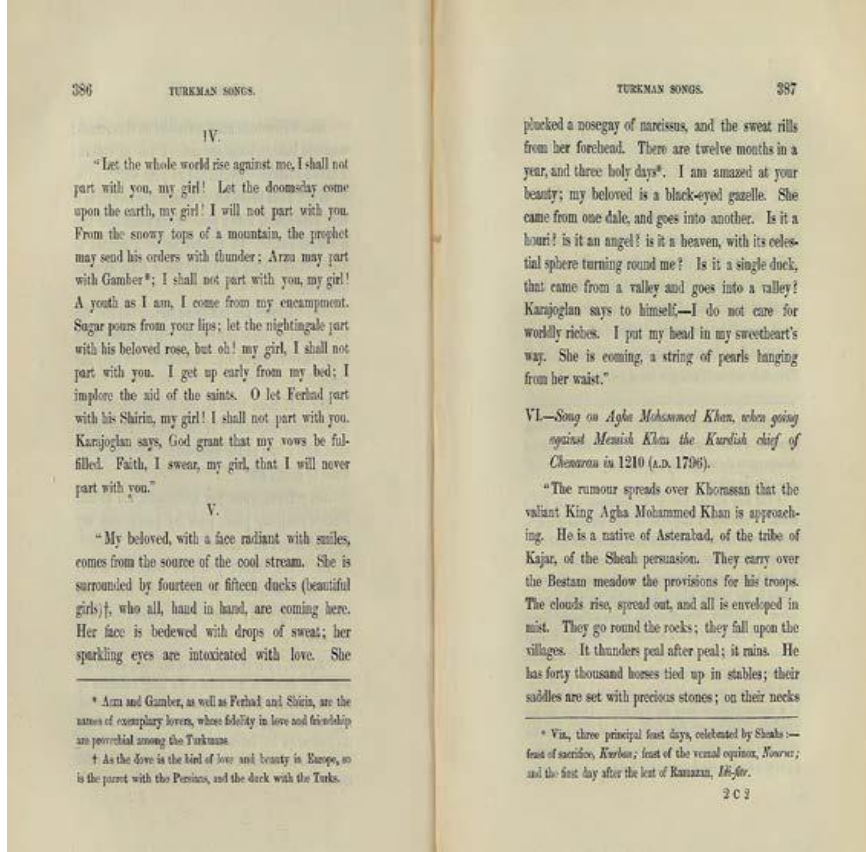 386
TURKMAN SONGS.
IV.
"Let the whole world rise against me, I shall not
part with you, my girl! Let the doomsday come
upon the earth, my girl! I will not part with you.
From the snowy tops of a mountain, the prophet
may send his orders with thunder; Arzu may part
with Gamber*; I shall not part with you, my girl!
A youth as I am, I come from my encampment.
Sugar pours from your lips; let the nightingale part
with his beloved rose, but oh! my girl, I shall not
part with you. I get up early from my bed; I
implore the aid of the saints. O let Ferhad part
with his Shirin, my girl! I shall not part with you.
Karajoglan says, God grant that my vows be ful-
filled. Faith, I swear, my girl, that I will never
part with you."
V.
"My beloved, with a face radiant with smiles,
comes from the source of the cool stream. She is
surrounded by fourteen or fifteen ducks (beautiful
girls)†, who all, hand in hand, are coming here.
Her face is bedewed with drops of sweat; her
sparkling eyes are intoxicated with love. She
* Arzu and Gamber, as well as Ferhad and Shirin, are the
names of exemplary lovers, whose fidelity in love and friendship
are proverbial among the Turkmans.
† As the dove is the bird of love and beauty in Europe, so
is the parrot with the Persians, and the duck with the Turks.
TURKMAN SONGS.
387
plucked a nosegay of narcissus, and the sweat rills
from her forehead. There are twelve months in a
year, and three holy days*. I am amazed at your
beauty; my beloved is a black-eyed gazelle. She
came from one dale, and goes into another. Is it a
houri? is it an angel? is it a heaven, with its celes-
tial sphere turning round me? Is it a single duck,
that came from a valley and goes into a valley?
Karajoglan says to himself,—I do not care for
worldly riches. I put my head in my sweetheart's
way. She is coming, a string of pearls hanging
from her waist."
VI.—Song on Agha Mohammed Khan, when going
against Memish Khan the Kurdish chief of
Chenaran in 1210 (A.D. 1796).
"The rumour spreads over Khorassan that the
valiant King Agha Mohammed Khan is approach-
ing. He is a native of Asterabad, of the tribe of
Kajar, of the Sheah persuasion. They carry over
the Bestam meadow the provisions for his troops.
The clouds rise, spread out, and all is enveloped in
mist. They go round the rocks; they fall upon the
villages. It thunders peal after peal; it rains. He
has forty thousand horses tied up in stables; their
saddles are set with precious stones; on their necks
* Viz., three principal feast days, celebrated by Sheahs:—
feast of sacrifice, Kurban; feast of the vernal equinox, Nouruz;
and the first day after the lent of Ramazan, Idi-fitr.
2 C 2